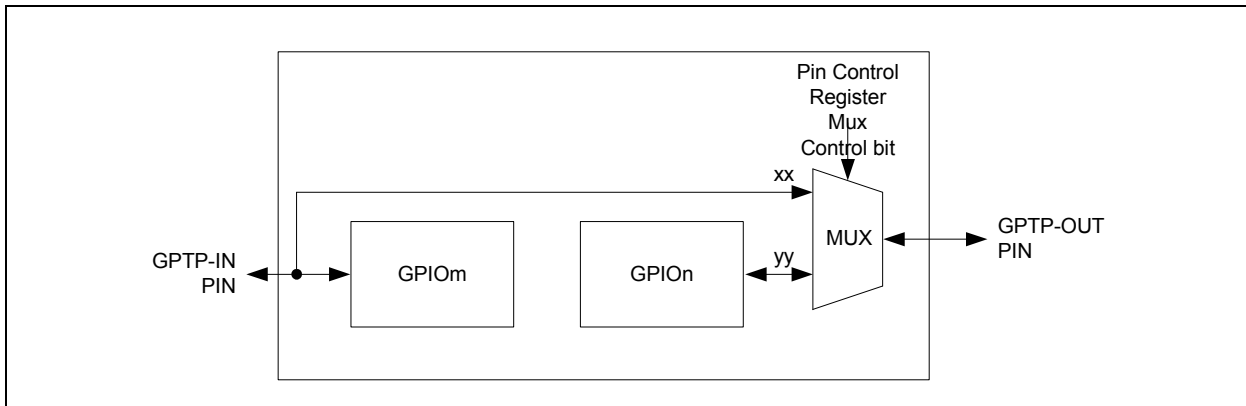 Pin Control
Register
Mux
Control bit
xx
GPTP-IN
PIN
GPIOm
GPIOn
yy
MUX
GPTP-OUT
PIN